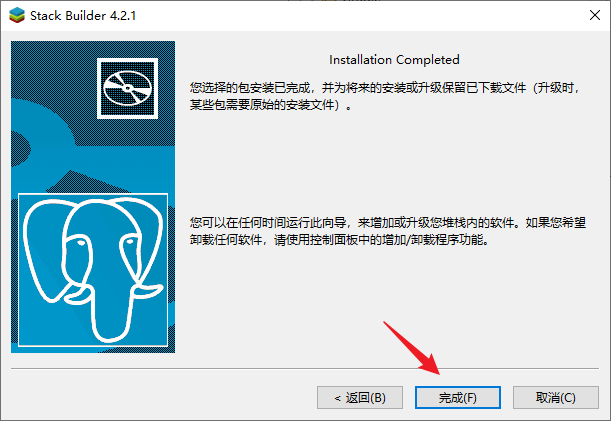 Stack Builder 4.2.1
Installation Completed
您选择的包安装已完成，并为将来的安装或升级保留已下载文件（升级时，
某些包需要原始的安装文件）。
您可以在任何时间运行此向导，来增加或升级您堆栈内的软件。如果您希望
卸载任何软件，请使用控制面板中的增加/卸载程序功能。
< 返回(B)
完成(F)
取消(C)